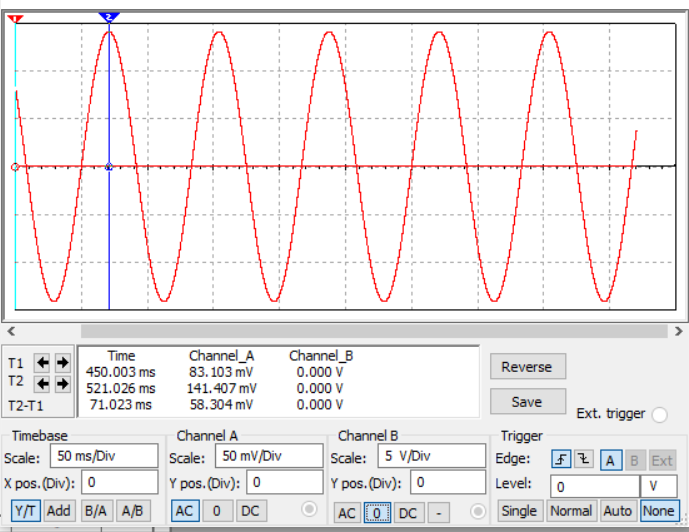 1 2
Time Channel_A Channel_B
T1 450.003 ms 83.103 mV 0.000 V
T2 521.026 ms 141.407 mV 0.000 V
T2-T1 71.023 ms 58.304 mV 0.000 V
Reverse
Save
Ext. trigger
Timebase Channel A Channel B Trigger
Scale: 50 ms/Div Scale: 50 mV/Div Scale: 5 V/Div Edge: A B Ext
X pos.(Div): 0 Y pos.(Div): 0 Y pos.(Div): 0 Level: 0 V
Y/T Add B/A A/B AC 0 DC AC 0 DC - Single Normal Auto None